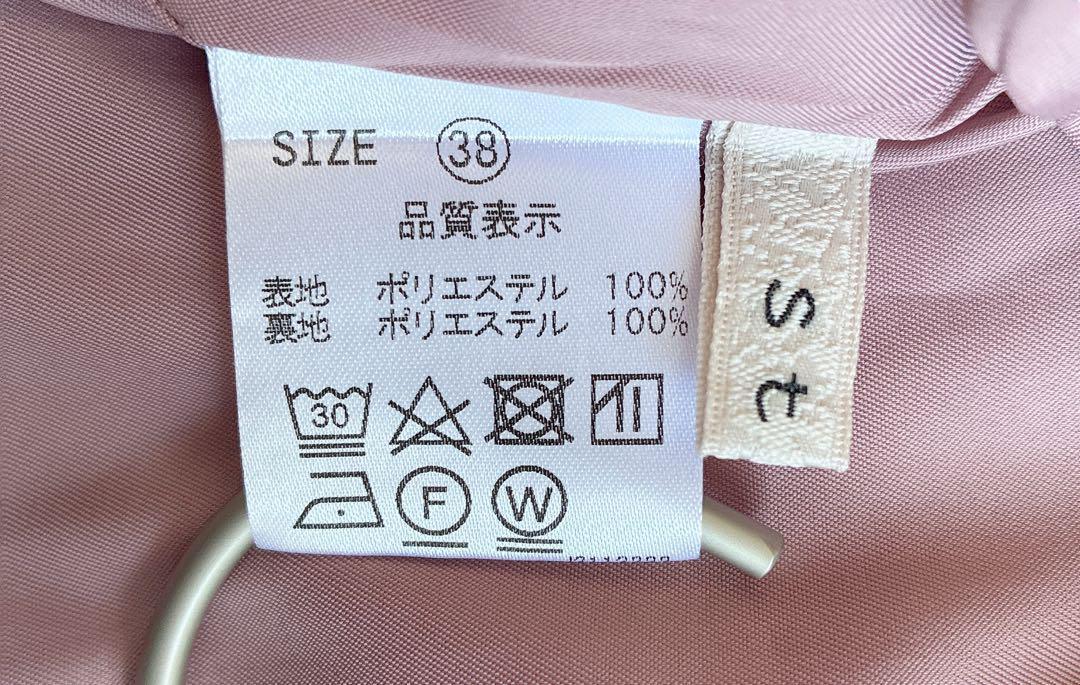 SIZE 38
品質表示
表地 ポリエステル 100%
裏地 ポリエステル 100%
30
F W
St